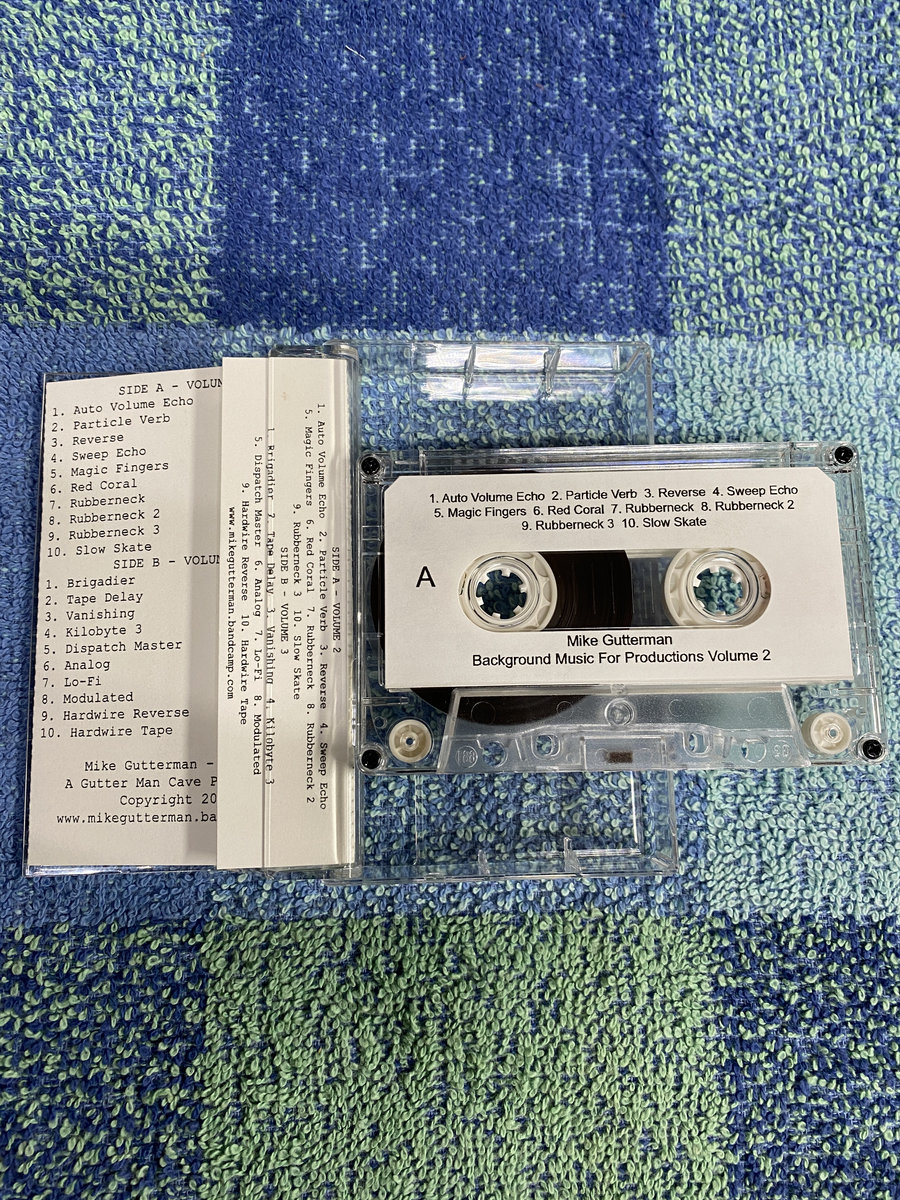 SIDE A - VOLUM
1. Auto Volume Echo
2. Particle Verb
3. Reverse
4. Sweep Echo
5. Magic Fingers
6. Red Coral
7. Rubberneck
8. Rubberneck 2
9. Rubberneck 3
10. Slow Skate
SIDE B - VOLUM
1. Brigadier
2. Tape Delay
3. Vanishing
4. Kilobyte 3
5. Dispatch Master
6. Analog
7. Lo-Fi
8. Modulated
9. Hardwire Reverse
10. Hardwire Tape
Mike Gutterman -
A Gutter Man Cave P
Copyright 20
www.mikegutterman.ba
SIDE A - VOLUME 2
1. Auto Volume Echo 2. Particle Verb 3. Reverse 4. Sweep Echo
5. Magic Fingers 6. Red Coral 7. Rubberneck 8. Rubberneck 2
9. Rubberneck 3 10. Slow Skate
SIDE B - VOLUME 3
1 Brigadier 2 Tape Delay 3 Vanishing 4. Kilobyte 3
5. Dispatch Master 6. Analog 7. Lo-Fi 8. Modulated
9. Hardwire Reverse 10. Hardwire Tape
www.mikegutterman.bandcamp.com
1. Auto Volume Echo 2. Particle Verb 3. Reverse 4. Sweep Echo
5. Magic Fingers 6. Red Coral 7. Rubberneck 8. Rubberneck 2
9. Rubberneck 3 10. Slow Skate
A
Mike Gutterman
Background Music For Productions Volume 2